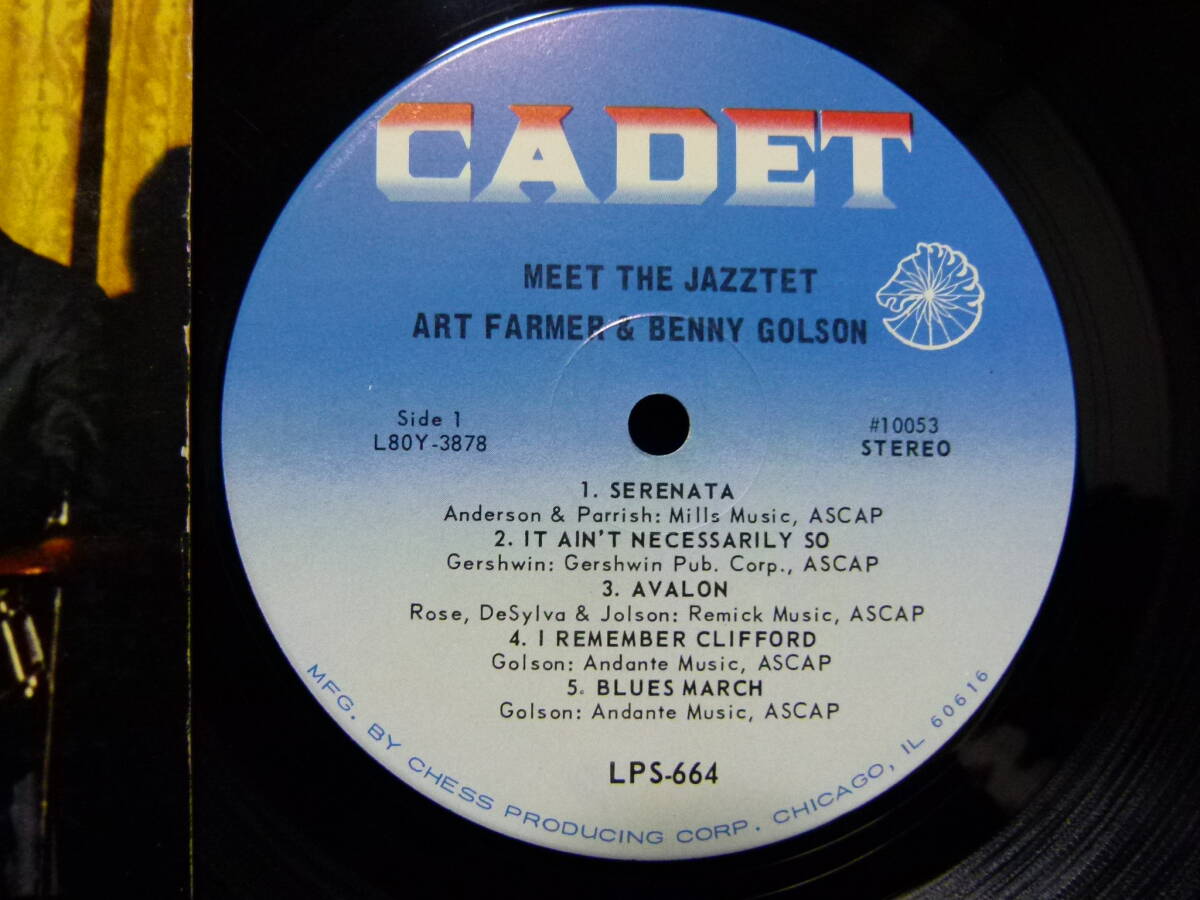 CADET
MEET THE JAZZTET
ART FARMER & BENNY GOLSON
Side 1
L80Y-3878
#10053
STEREO
1. SERENATA
Anderson & Parrish: Mills Music, ASCAP
2. IT AIN'T NECESSARILY SO
Gershwin: Gershwin Pub. Corp., ASCAP
3. AVALON
Rose, DeSylva & Jolson: Remick Music, ASCAP
4. I REMEMBER CLIFFORD
Golson: Andante Music, ASCAP
5. BLUES MARCH
Golson: Andante Music, ASCAP
LPS-664
MFG. BY CHESS PRODUCING CORP. CHICAGO, IL 60616